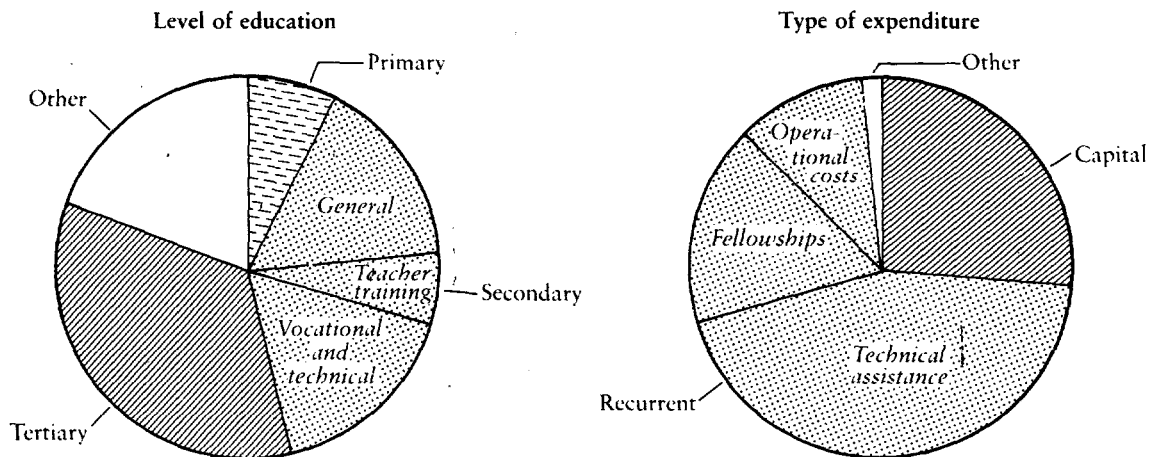 Level of education
Primary
Other
General
Teacher
training
Secondary
Vocational
and
technical
Tertiary
Type of expenditure
Other
Opera-
tional
costs
Capital
Fellowships
Technical
assistance
Recurrent